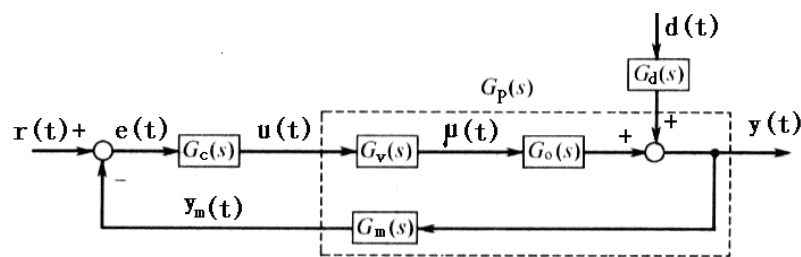 d(t)
G_d(s)
G_p(s)
r(t) + e(t) G_c(s) u(t) G_v(s) μ(t) G_o(s) + + y(t)
−
y_m(t) G_m(s)